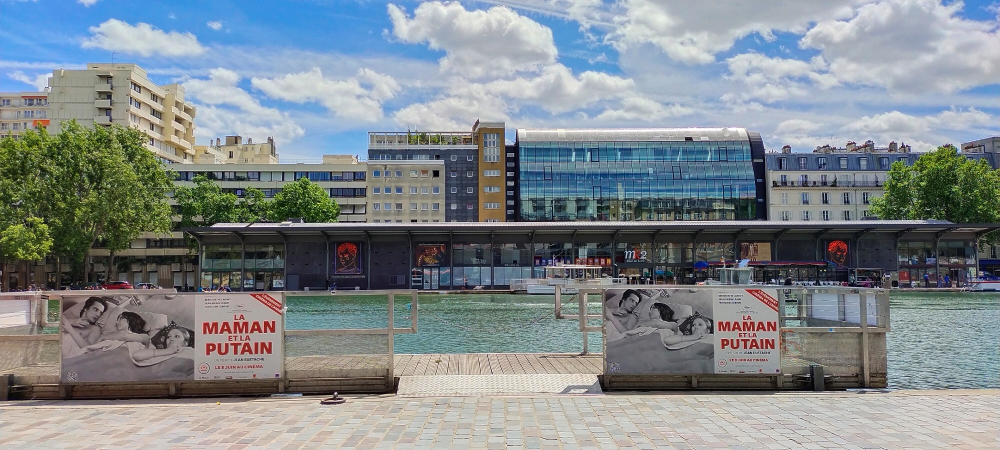 mk2
Quai de Loire
BERNADETTE LAFONT
JEAN-PIERRE LÉAUD
FRANÇOISE LEBRUN
L'ÉVÉNEMENT
CINÉMA DE L'ANNÉE
LA
MAMAN
ET LA
PUTAIN
UN FILM DE JEAN EUSTACHE
LE 8 JUIN AU CINÉMA
BERNADETTE LAFONT
JEAN-PIERRE LÉAUD
FRANÇOISE LEBRUN
L'ÉVÉNEMENT
CINÉMA DE L'ANNÉE
LA
MAMAN
ET LA
PUTAIN
UN FILM DE JEAN EUSTACHE
LE 8 JUIN AU CINÉMA